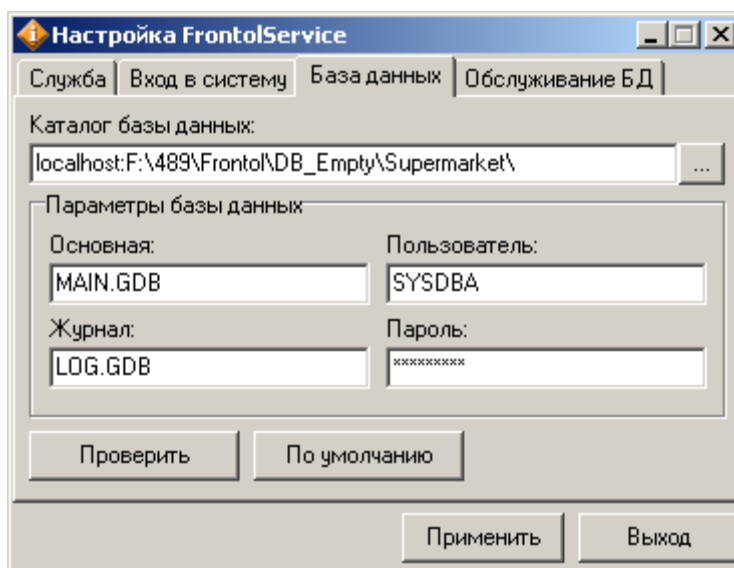 Настройка FrontolService
Служба Вход в систему База данных Обслуживание БД
Каталог базы данных:
localhost:F:\489\Frontol\DB_Empty\Supermarket\ ...
Параметры базы данных
Основная: Пользователь:
MAIN.GDB SYSDBA
Журнал: Пароль:
LOG.GDB *********
Проверить По умолчанию
Применить Выход